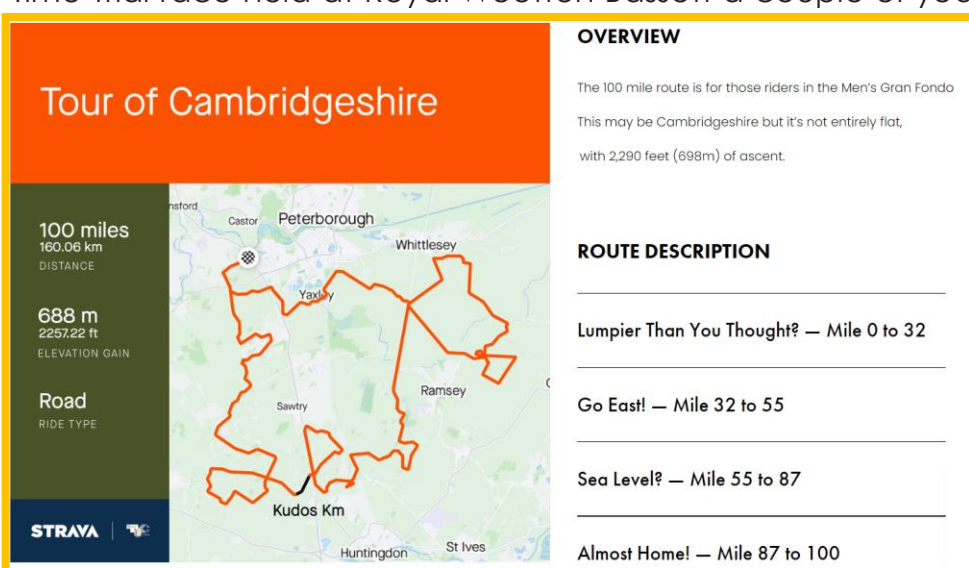 Tour of Cambridgeshire
100 miles
160.06 km
DISTANCE
688 m
2257.22 ft
ELEVATION GAIN
Road
RIDE TYPE
STRAVA
Castor
Peterborough
Whittlesey
Yaxley
Ramsey
Sawtry
Kudos Km
Huntingdon
St Ives
OVERVIEW
The 100 mile route is for those riders in the Men's Gran Fondo
This may be Cambridgeshire but it's not entirely flat,
with 2,290 feet (698m) of ascent.
ROUTE DESCRIPTION
Lumpier Than You Thought? — Mile 0 to 32
Go East! — Mile 32 to 55
Sea Level? — Mile 55 to 87
Almost Home! — Mile 87 to 100